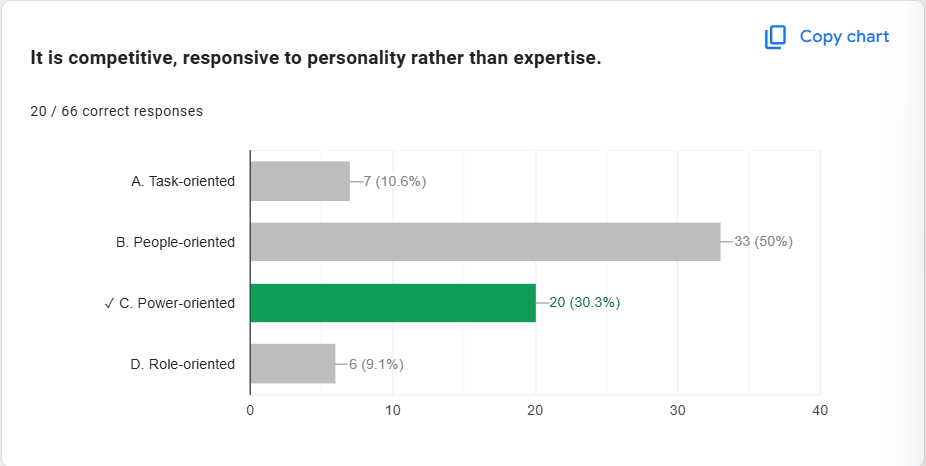 Copy chart
It is competitive, responsive to personality rather than expertise.
20 / 66 correct responses
A. Task-oriented 7 (10.6%)
B. People-oriented 33 (50%)
✓ C. Power-oriented 20 (30.3%)
D. Role-oriented 6 (9.1%)
0 10 20 30 40